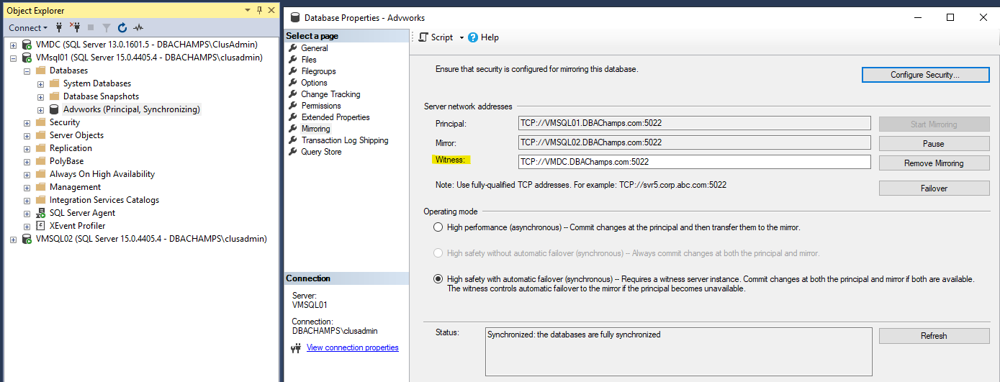 Object Explorer
Connect
VMDC (SQL Server 13.0.1601.5 - DBACHAMPS\ClusAdmin)
VMsql01 (SQL Server 15.0.4405.4 - DBACHAMPS\clusadmin)
Databases
System Databases
Database Snapshots
Advworks (Principal, Synchronizing)
Security
Server Objects
Replication
PolyBase
Always On High Availability
Management
Integration Services Catalogs
SQL Server Agent
XEvent Profiler
VMSQL02 (SQL Server 15.0.4405.4 - DBACHAMPS\clusadmin)
Database Properties - Advworks
Select a page
General
Files
Filegroups
Options
Change Tracking
Permissions
Extended Properties
Mirroring
Transaction Log Shipping
Query Store
Connection
Server:
VMSQL01
Connection:
DBACHAMPS\clusadmin
View connection properties
Script Help
Ensure that security is configured for mirroring this database.
Configure Security...
Server network addresses
Principal: TCP://VMSQL01.DBAChamps.com:5022 Start Mirroring
Mirror: TCP://VMSQL02.DBAChamps.com:5022 Pause
Witness: TCP://VMDC.DBAChamps.com:5022 Remove Mirroring
Note: Use fully-qualified TCP addresses. For example: TCP://svr5.corp.abc.com:5022 Failover
Operating mode
High performance (asynchronous) -- Commit changes at the principal and then transfer them to the mirror.
High safety without automatic failover (synchronous) -- Always commit changes at both the principal and mirror.
High safety with automatic failover (synchronous) -- Requires a witness server instance. Commit changes at both the principal and mirror if both are available.
The witness controls automatic failover to the mirror if the principal becomes unavailable.
Status: Synchronized: the databases are fully synchronized Refresh